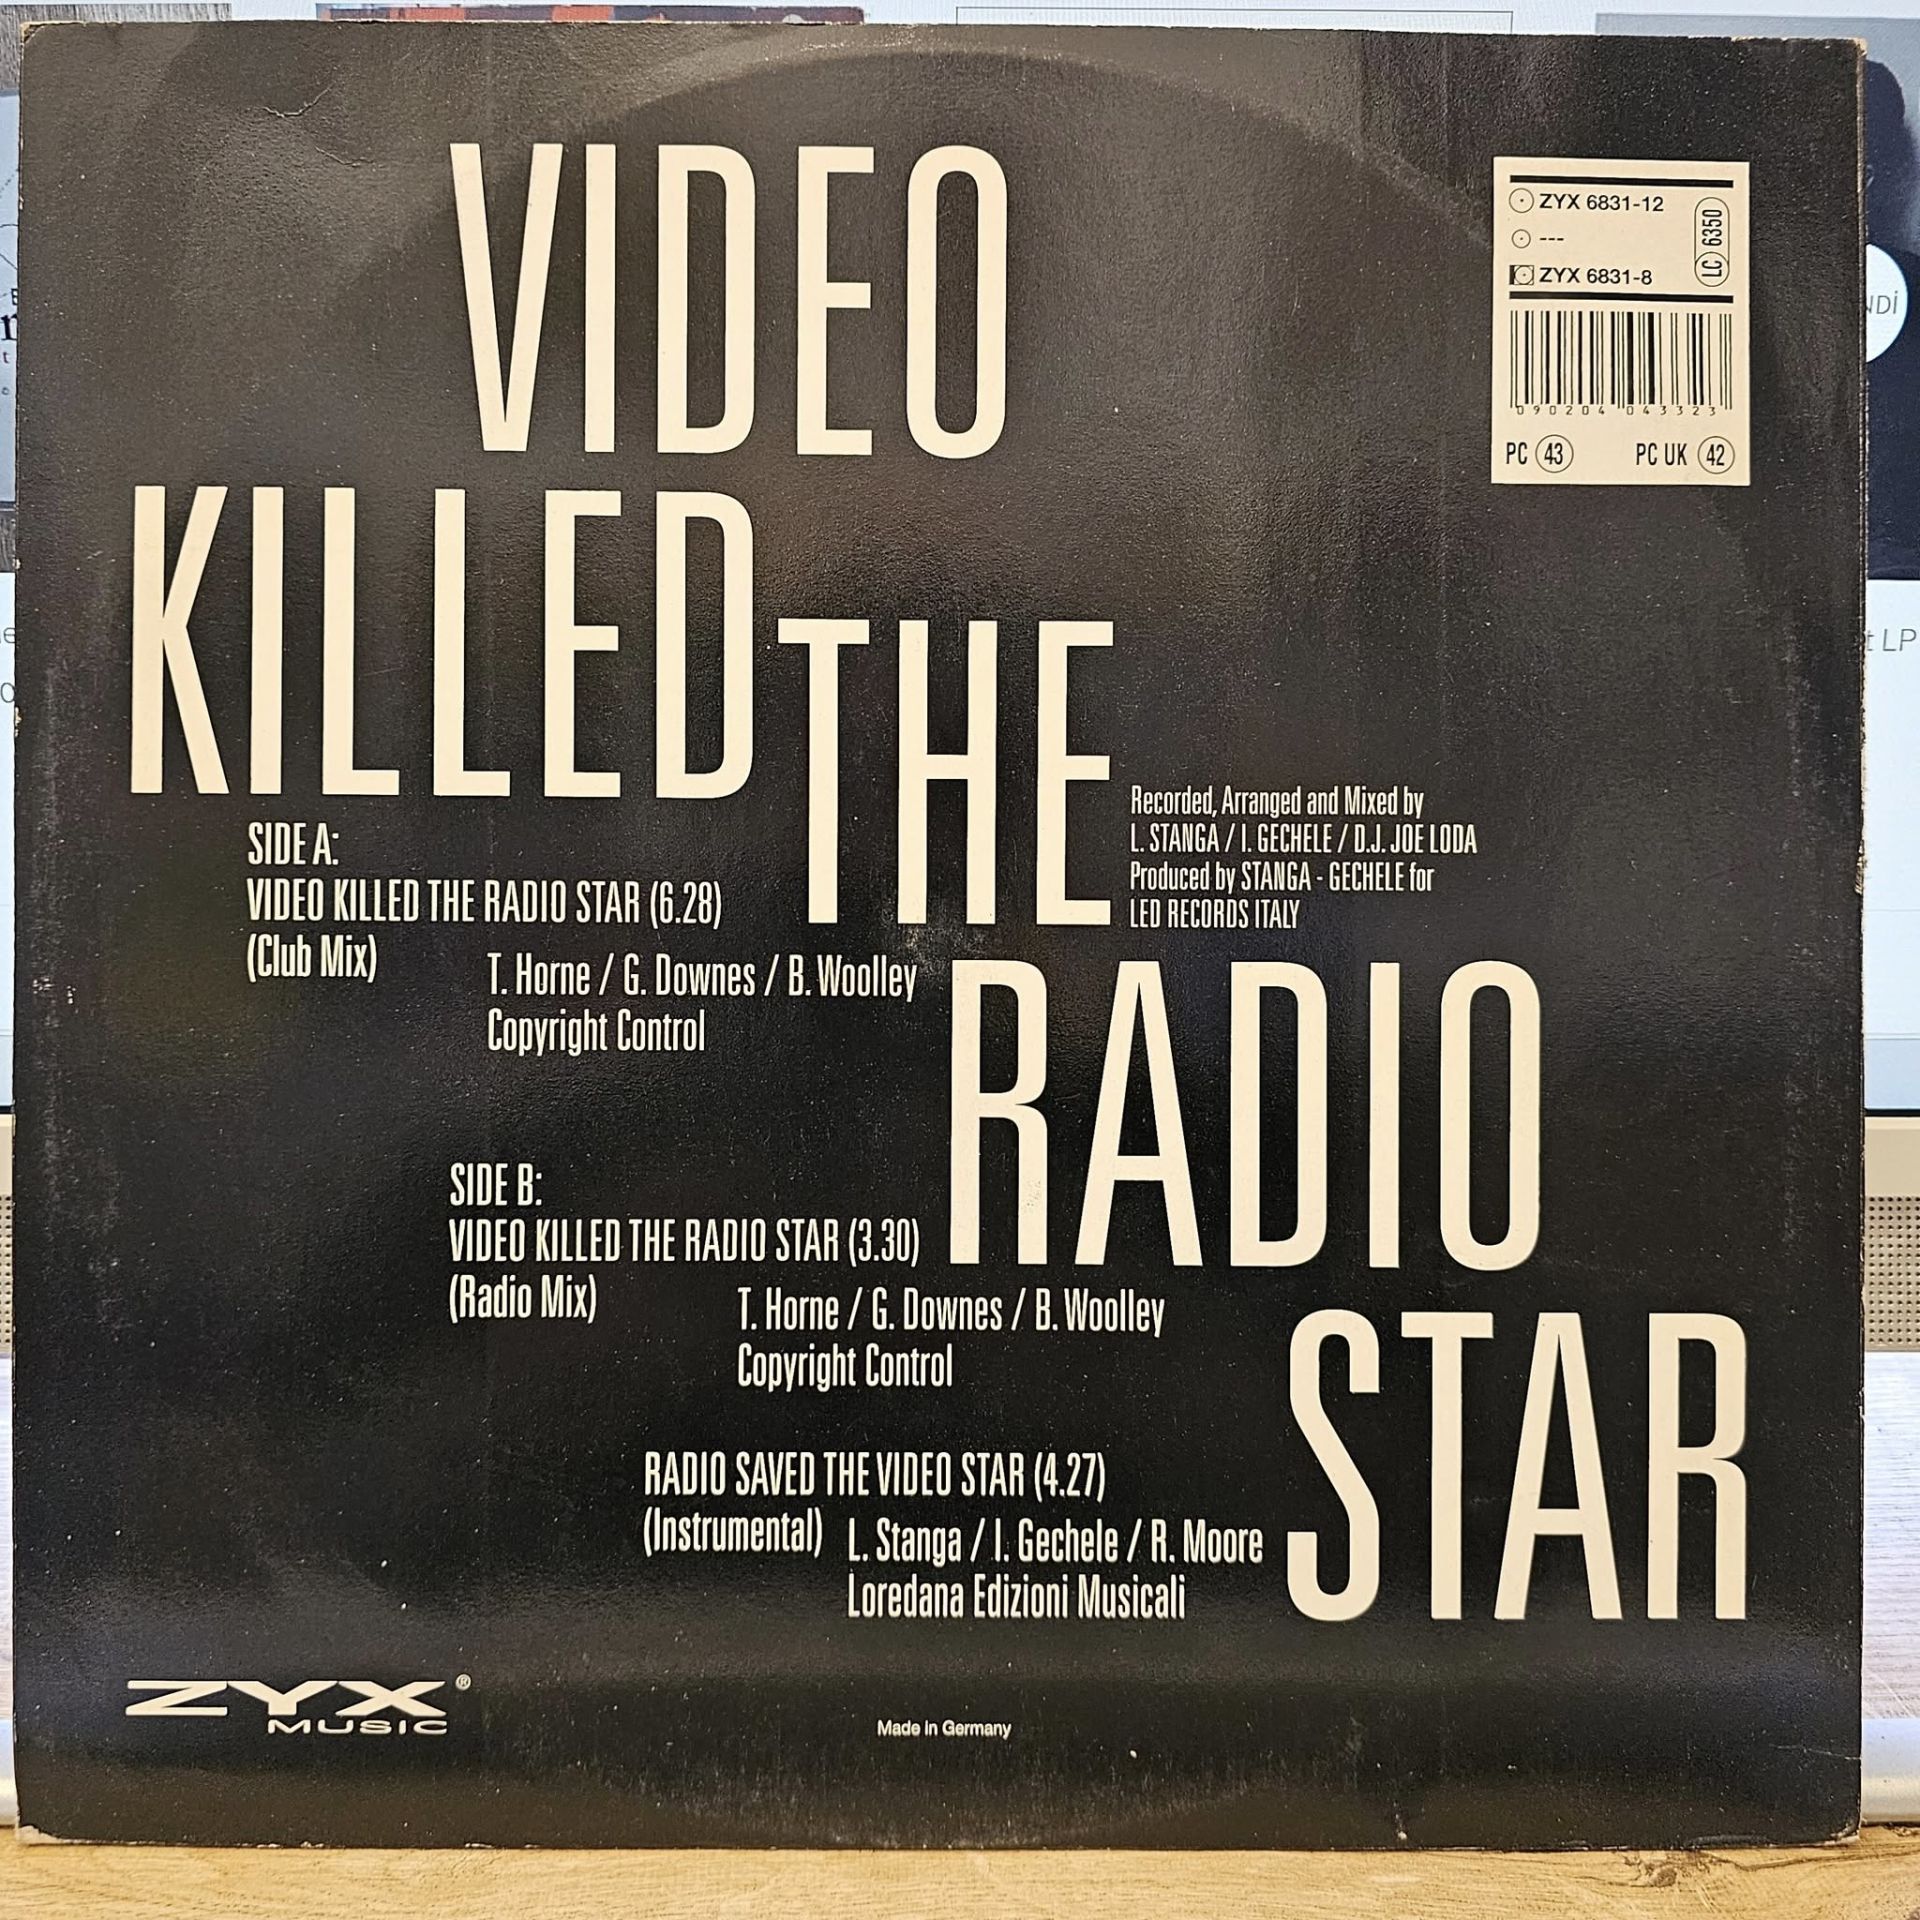 VIDEO
KILLED
THE
RADIO
STAR
ZYX 6831-12
---
ZYX 6831-8
LC 6350
090204 043323
PC 43
PC UK 42
Recorded, Arranged and Mixed by
L. STANGA / I. GECHELE / D.J. JOE LODA
Produced by STANGA - GECHELE for
LED RECORDS ITALY
SIDE A:
VIDEO KILLED THE RADIO STAR (6.28)
(Club Mix)
T. Horne / G. Downes / B. Woolley
Copyright Control
SIDE B:
VIDEO KILLED THE RADIO STAR (3.30)
(Radio Mix)
T. Horne / G. Downes / B. Woolley
Copyright Control
RADIO SAVED THE VIDEO STAR (4.27)
(Instrumental)
L. Stanga / I. Gechele / R. Moore
Loredana Edizioni Musicali
ZYX ®
MUSIC
Made in Germany
LP